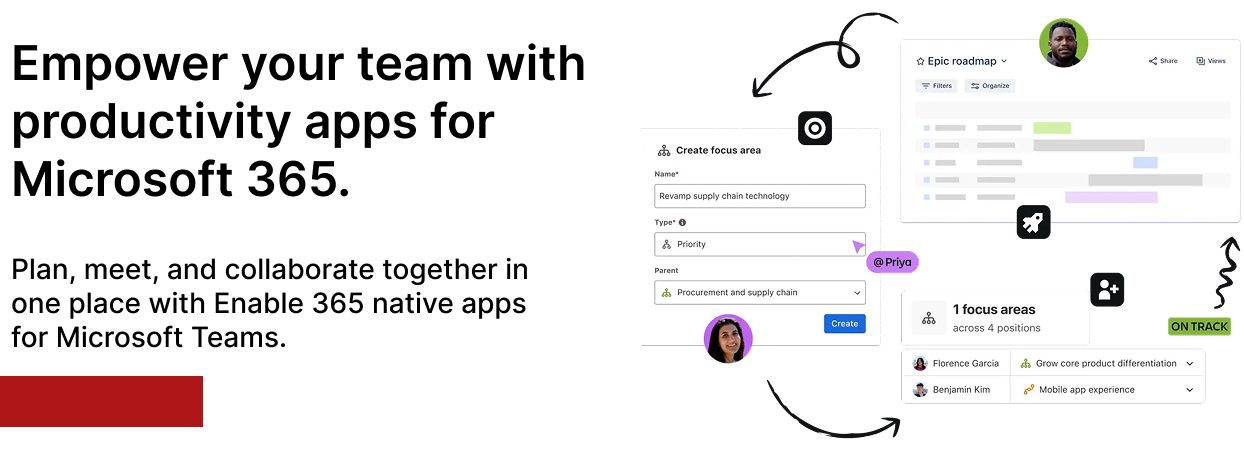 Empower your team with
productivity apps for
Microsoft 365.
Plan, meet, and collaborate together in
one place with Enable 365 native apps
for Microsoft Teams.
Epic roadmap
Share
Views
Filters
Organize
Create focus area
Name*
Revamp supply chain technology
Type*
Priority
@Priya
Parent
Procurement and supply chain
Create
1 focus areas
across 4 positions
ON TRACK
Florence Garcia
Grow core product differentiation
Benjamin Kim
Mobile app experience